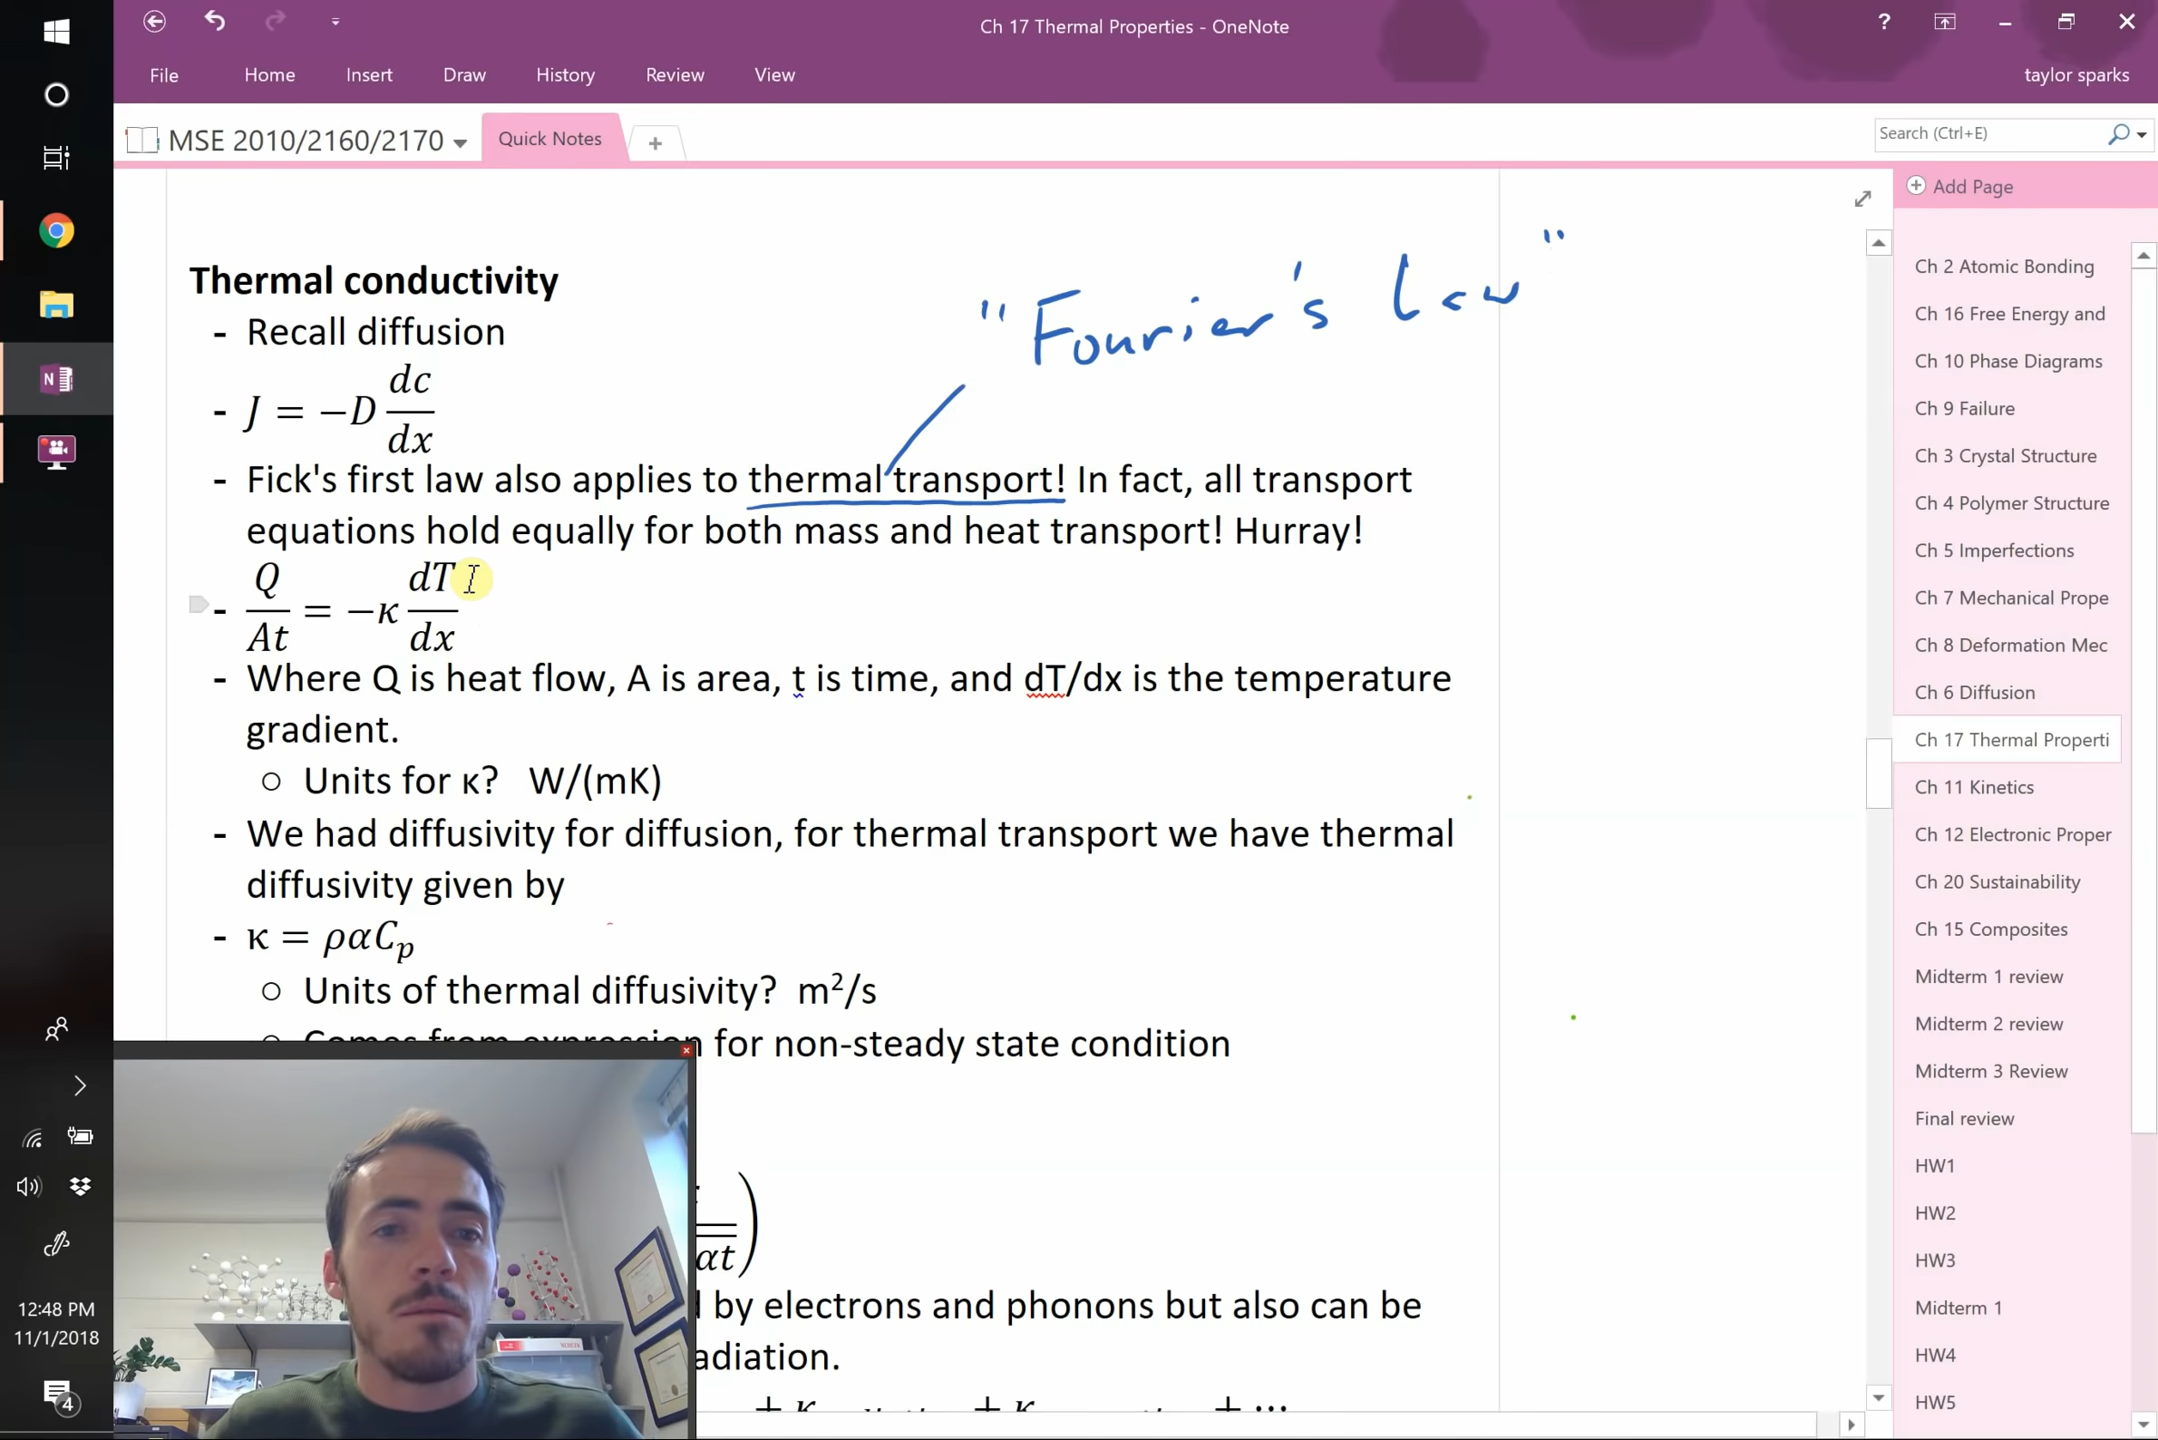 Ch 17 Thermal Properties - OneNote
?
File Home Insert Draw History Review View
taylor sparks
MSE 2010/2160/2170
Quick Notes
+
Search (Ctrl+E)
Add Page
Thermal conductivity
"Fourier's Law"
- Recall diffusion
- J = −D dc/dx
- Fick's first law also applies to thermal transport! In fact, all transport
equations hold equally for both mass and heat transport! Hurray!
- Q/At = −κ dT/dx
- Where Q is heat flow, A is area, t is time, and dT/dx is the temperature
gradient.
○ Units for κ? W/(mK)
- We had diffusivity for diffusion, for thermal transport we have thermal
diffusivity given by
- κ = ραCp
○ Units of thermal diffusivity? m²/s
○ Comes from expression for non-steady state condition
αt)
by electrons and phonons but also can be
adiation.
+ κ + κ + ...
Ch 2 Atomic Bonding
Ch 16 Free Energy and
Ch 10 Phase Diagrams
Ch 9 Failure
Ch 3 Crystal Structure
Ch 4 Polymer Structure
Ch 5 Imperfections
Ch 7 Mechanical Prope
Ch 8 Deformation Mec
Ch 6 Diffusion
Ch 17 Thermal Properti
Ch 11 Kinetics
Ch 12 Electronic Proper
Ch 20 Sustainability
Ch 15 Composites
Midterm 1 review
Midterm 2 review
Midterm 3 Review
Final review
HW1
HW2
HW3
Midterm 1
HW4
HW5
12:48 PM
11/1/2018
4